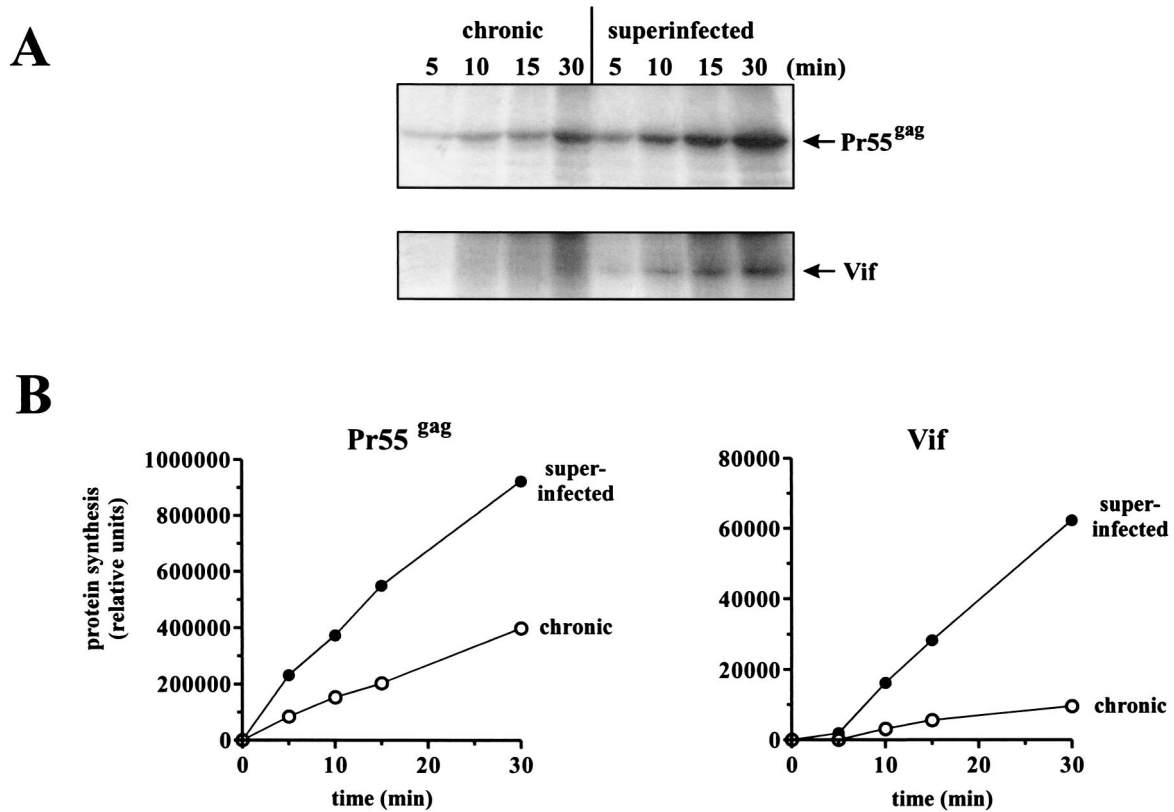 A
chronic superinfected
5 10 15 30 5 10 15 30 (min)
Pr55gag
Vif
B
Pr55 gag
1000000
800000
600000
400000
200000
0
protein synthesis
(relative units)
super-
infected
chronic
0 10 20 30
time (min)
Vif
80000
60000
40000
20000
0
super-
infected
chronic
0 10 20 30
time (min)